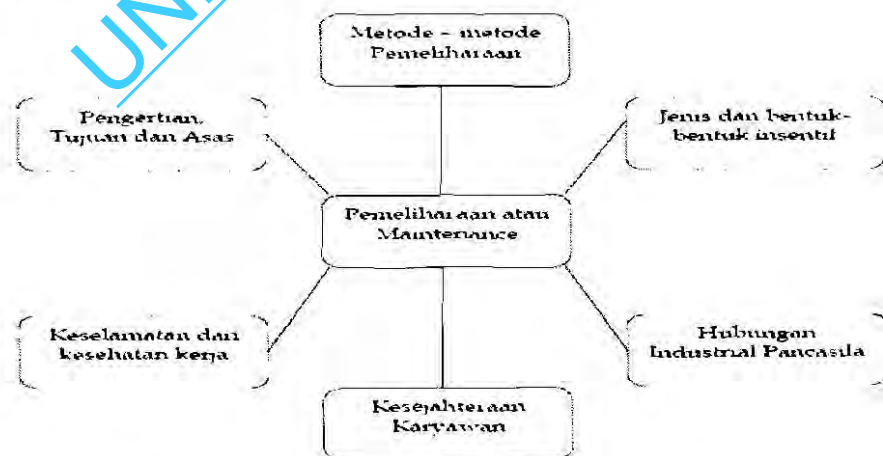 UNI
Metode - metode
Pemeliharaan
Pengertian,
Tujuan dan Asas
Jenis dan bentuk-
bentuk insentif
Pemeliharaan atau
Maintenance
Keselamatan dan
kesehatan kerja
Hubungan
Industrial Pancasila
Kesejahteraan
Karyawan